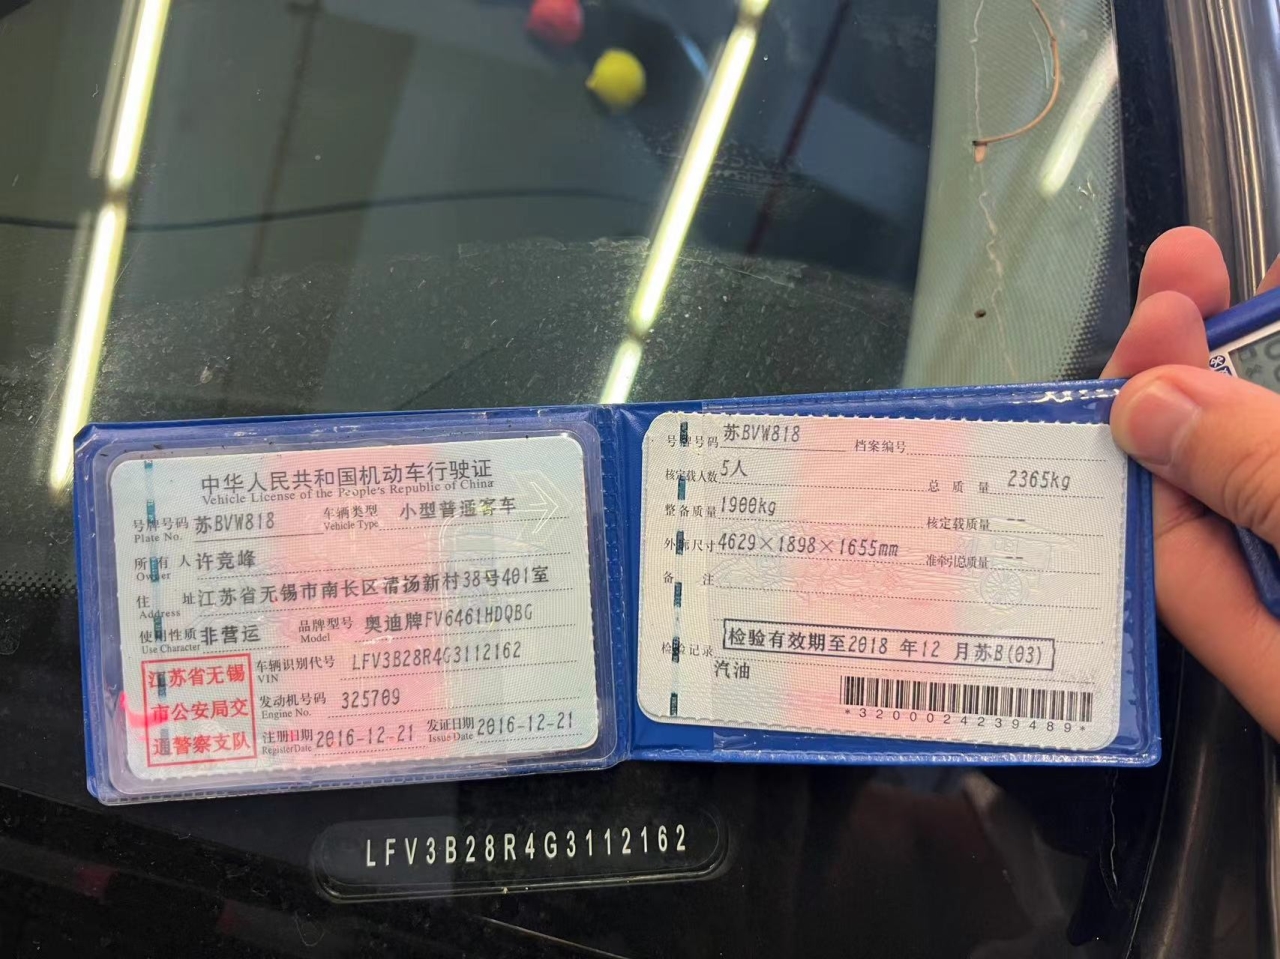 中华人民共和国机动车行驶证
Vehicle License of the People's Republic of China
号牌号码 苏BVW818 车辆类型 小型普通客车
Plate No. Vehicle Type
所有人 许竞峰
Owner
住址 江苏省无锡市南长区清扬新村38号401室
Address
使用性质 非营运 品牌型号 奥迪牌FV6461HDQBG
Use Character Model
江苏省无锡
市公安局交
通警察支队
车辆识别代号 LFV3B28R4G3112162
VIN
发动机号码 325709
Engine No.
注册日期 2016-12-21 发证日期 2016-12-21
Register Date Issue Date
号牌号码 苏BVW818 档案编号
核定载人数 5人 总质量 2365kg
整备质量 1900kg 核定载质量 --
外廓尺寸 4629×1898×1655mm 准牵引总质量 --
备注
检验记录 检验有效期至2018 年12 月苏B(03)
汽油
*3200024239489*
LFV3B28R4G3112162